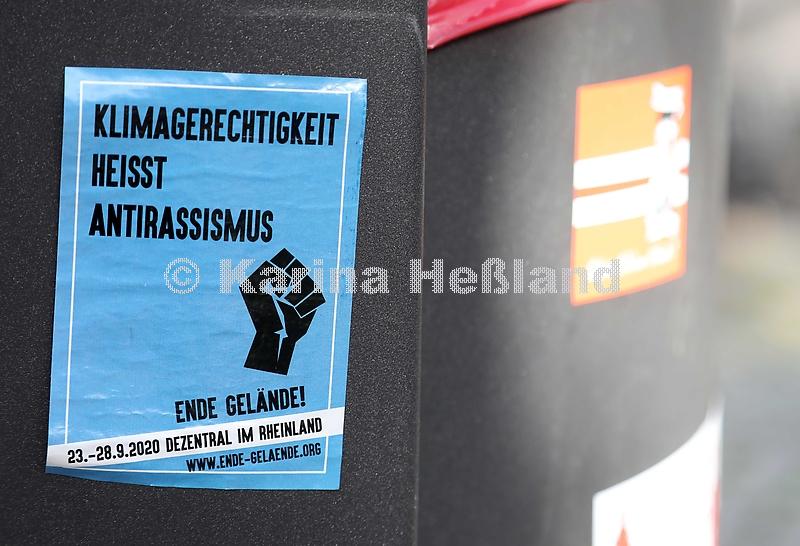 KLIMAGERECHTIGKEIT
HEISST
ANTIRASSISMUS
© Karina Heßland
ENDE GELÄNDE!
23.-28.9.2020 DEZENTRAL IM RHEINLAND
WWW.ENDE-GELAENDE.ORG